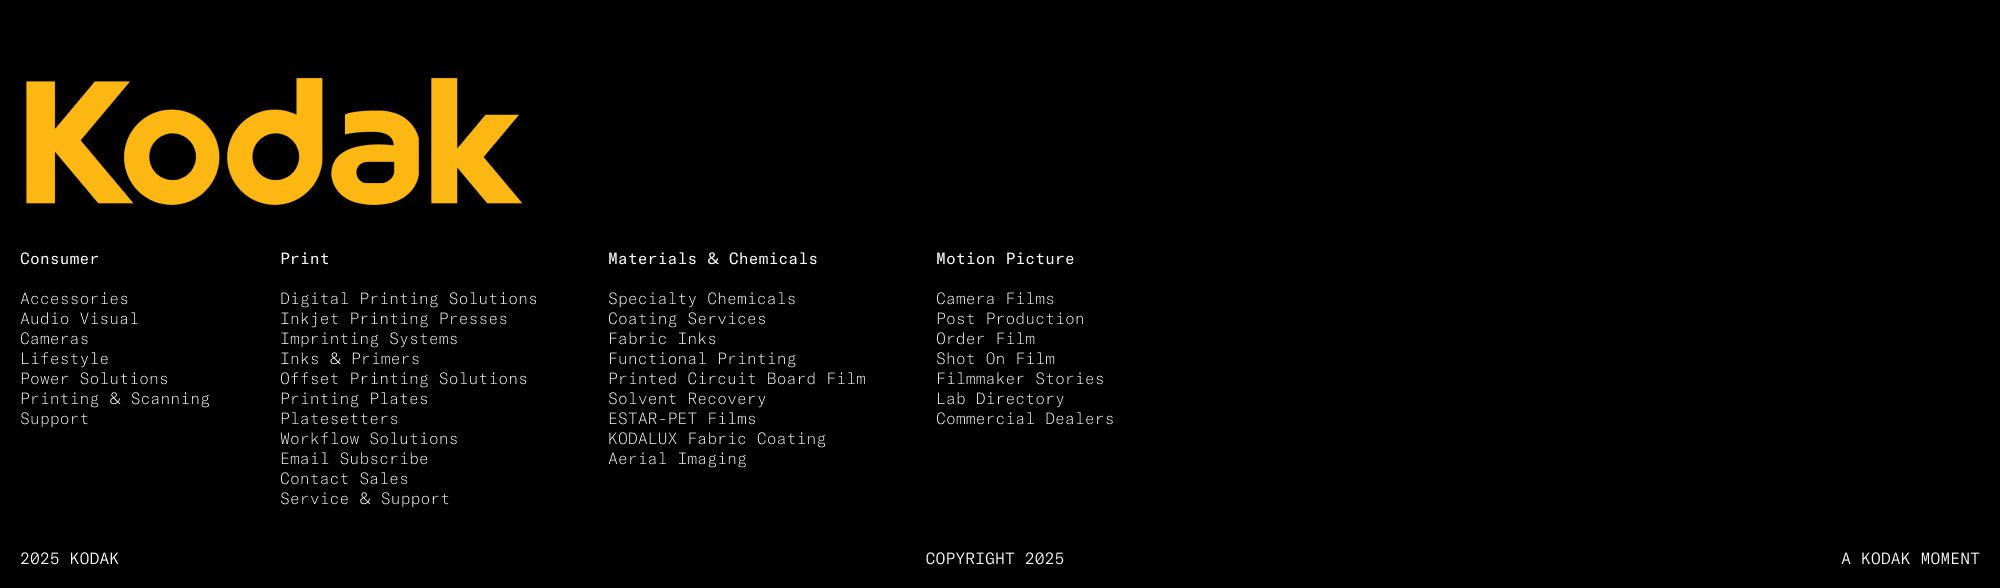 Kodak
Consumer
Accessories
Audio Visual
Cameras
Lifestyle
Power Solutions
Printing & Scanning
Support
Print
Digital Printing Solutions
Inkjet Printing Presses
Imprinting Systems
Inks & Primers
Offset Printing Solutions
Printing Plates
Platesetters
Workflow Solutions
Email Subscribe
Contact Sales
Service & Support
Materials & Chemicals
Specialty Chemicals
Coating Services
Fabric Inks
Functional Printing
Printed Circuit Board Film
Solvent Recovery
ESTAR-PET Films
KODALUX Fabric Coating
Aerial Imaging
Motion Picture
Camera Films
Post Production
Order Film
Shot On Film
Filmmaker Stories
Lab Directory
Commercial Dealers
2025 KODAK
COPYRIGHT 2025
A KODAK MOMENT